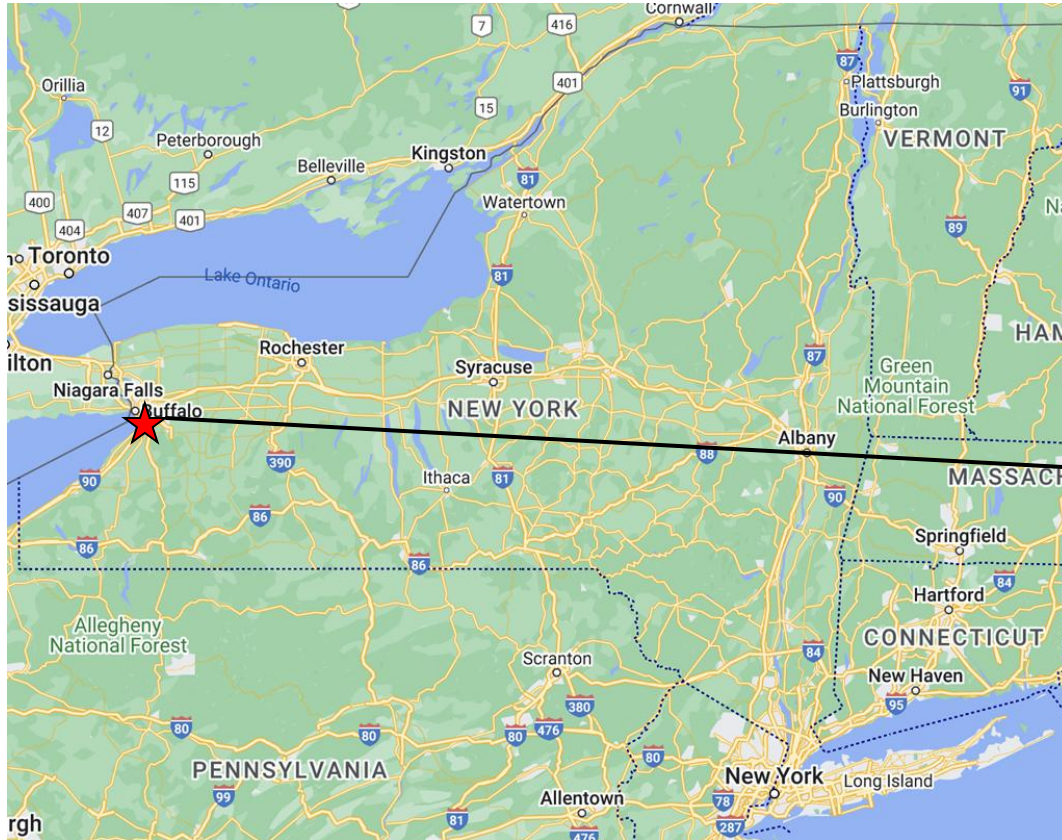 Cornwall
7
416
87
Plattsburgh
91
Orillia
401
Burlington
15
12
VERMONT
Peterborough
Kingston
Belleville
115
81
400
407
Watertown
401
404
89
Toronto
Lake Ontario
81
ssissauga
HAM
Rochester
87
ilton
Syracuse
Green
Mountain
National Forest
Niagara Falls
Buffalo
NEW YORK
Albany
88
390
Ithaca
81
MASSACH
90
90
86
Springfield
86
86
84
Hartford
Allegheny
National Forest
CONNECTICUT
84
Scranton
New Haven
95
380
80
80
80
476
80
PENNSYLVANIA
New York
Long Island
99
Allentown
78
81
287
rgh
476
80